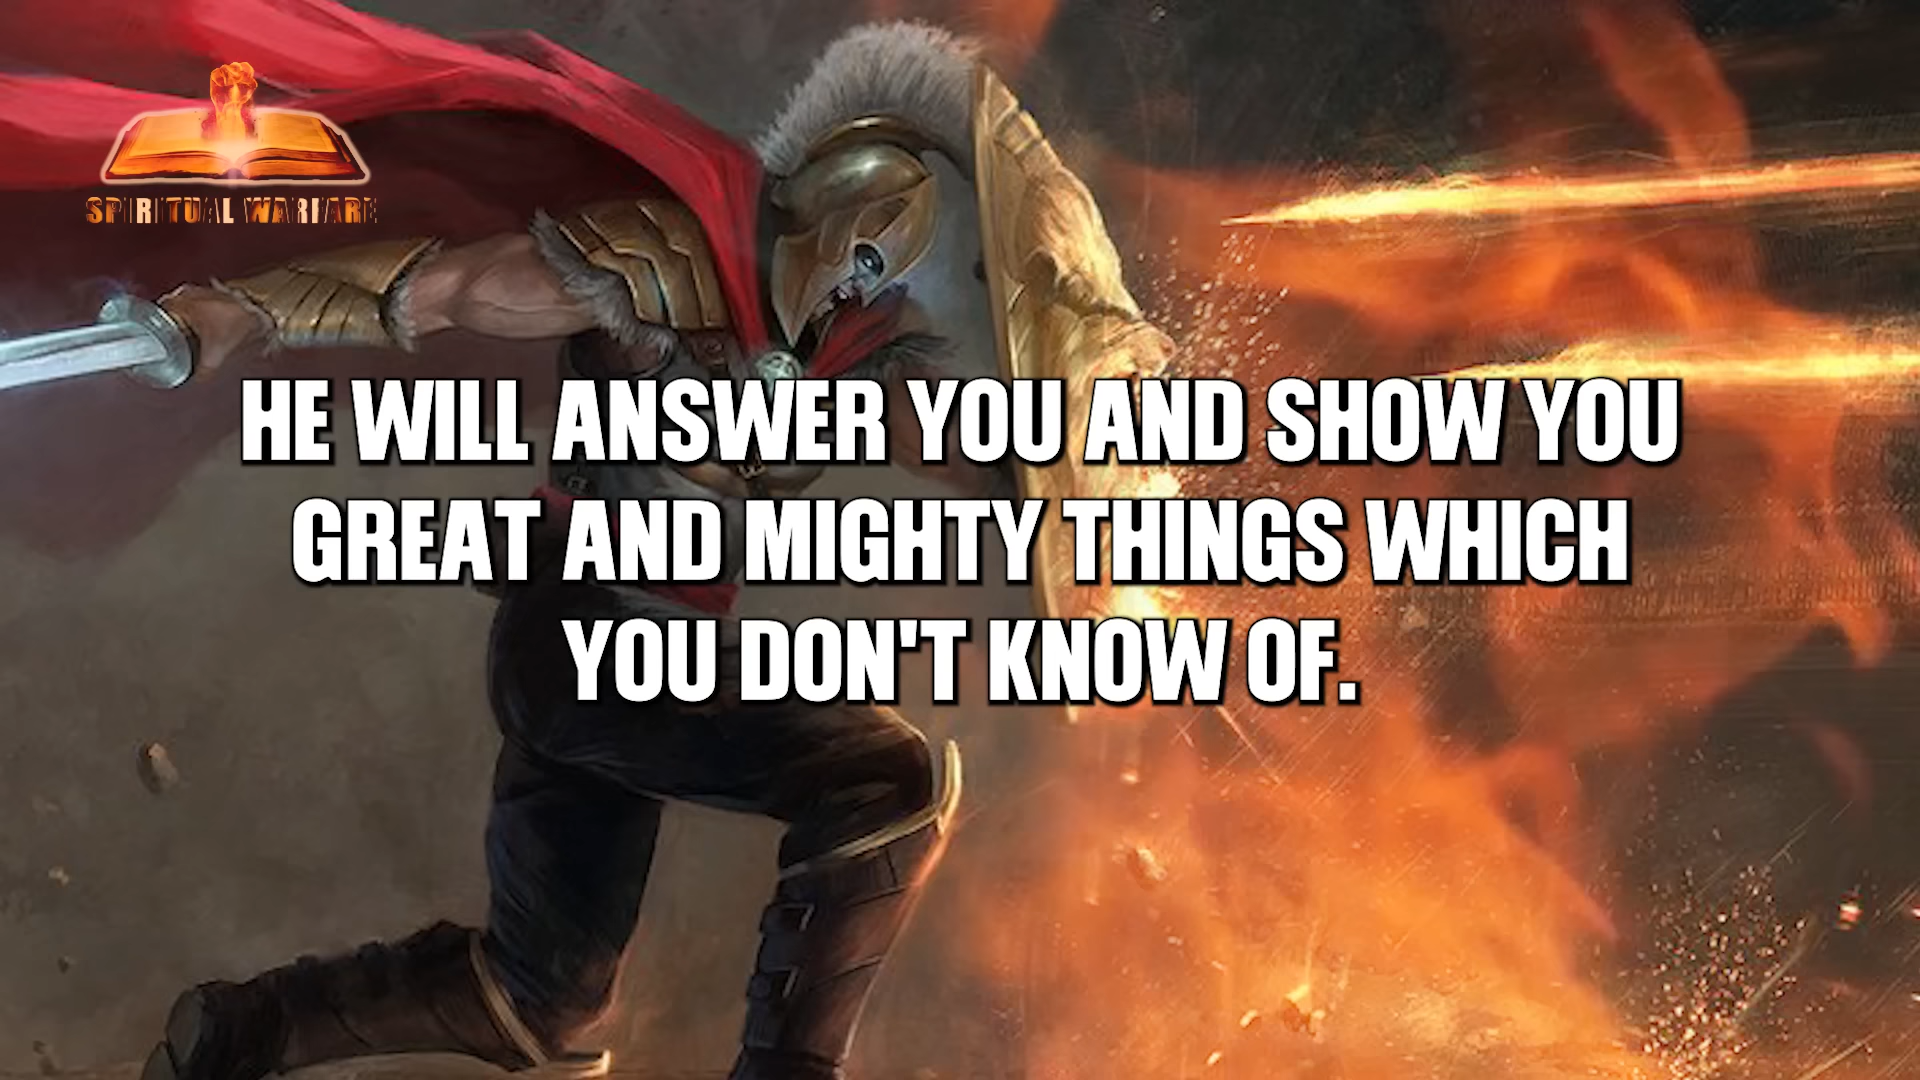 SPIRITUAL WARFARE
HE WILL ANSWER YOU AND SHOW YOU
GREAT AND MIGHTY THINGS WHICH
YOU DON'T KNOW OF.